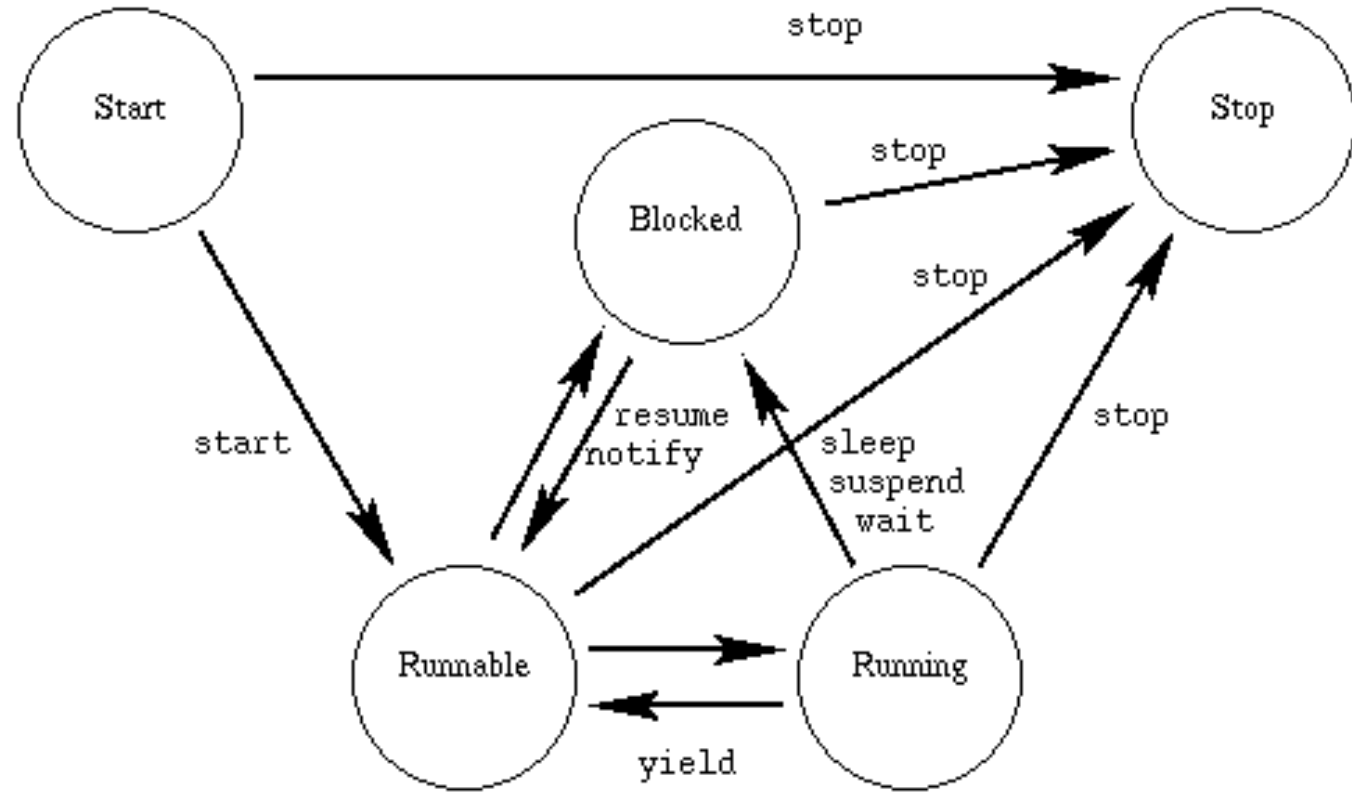 stop
Start
Stop
stop
Blocked
stop
resume
stop
start
sleep
notify
suspend
wait
Runnable
Running
yield